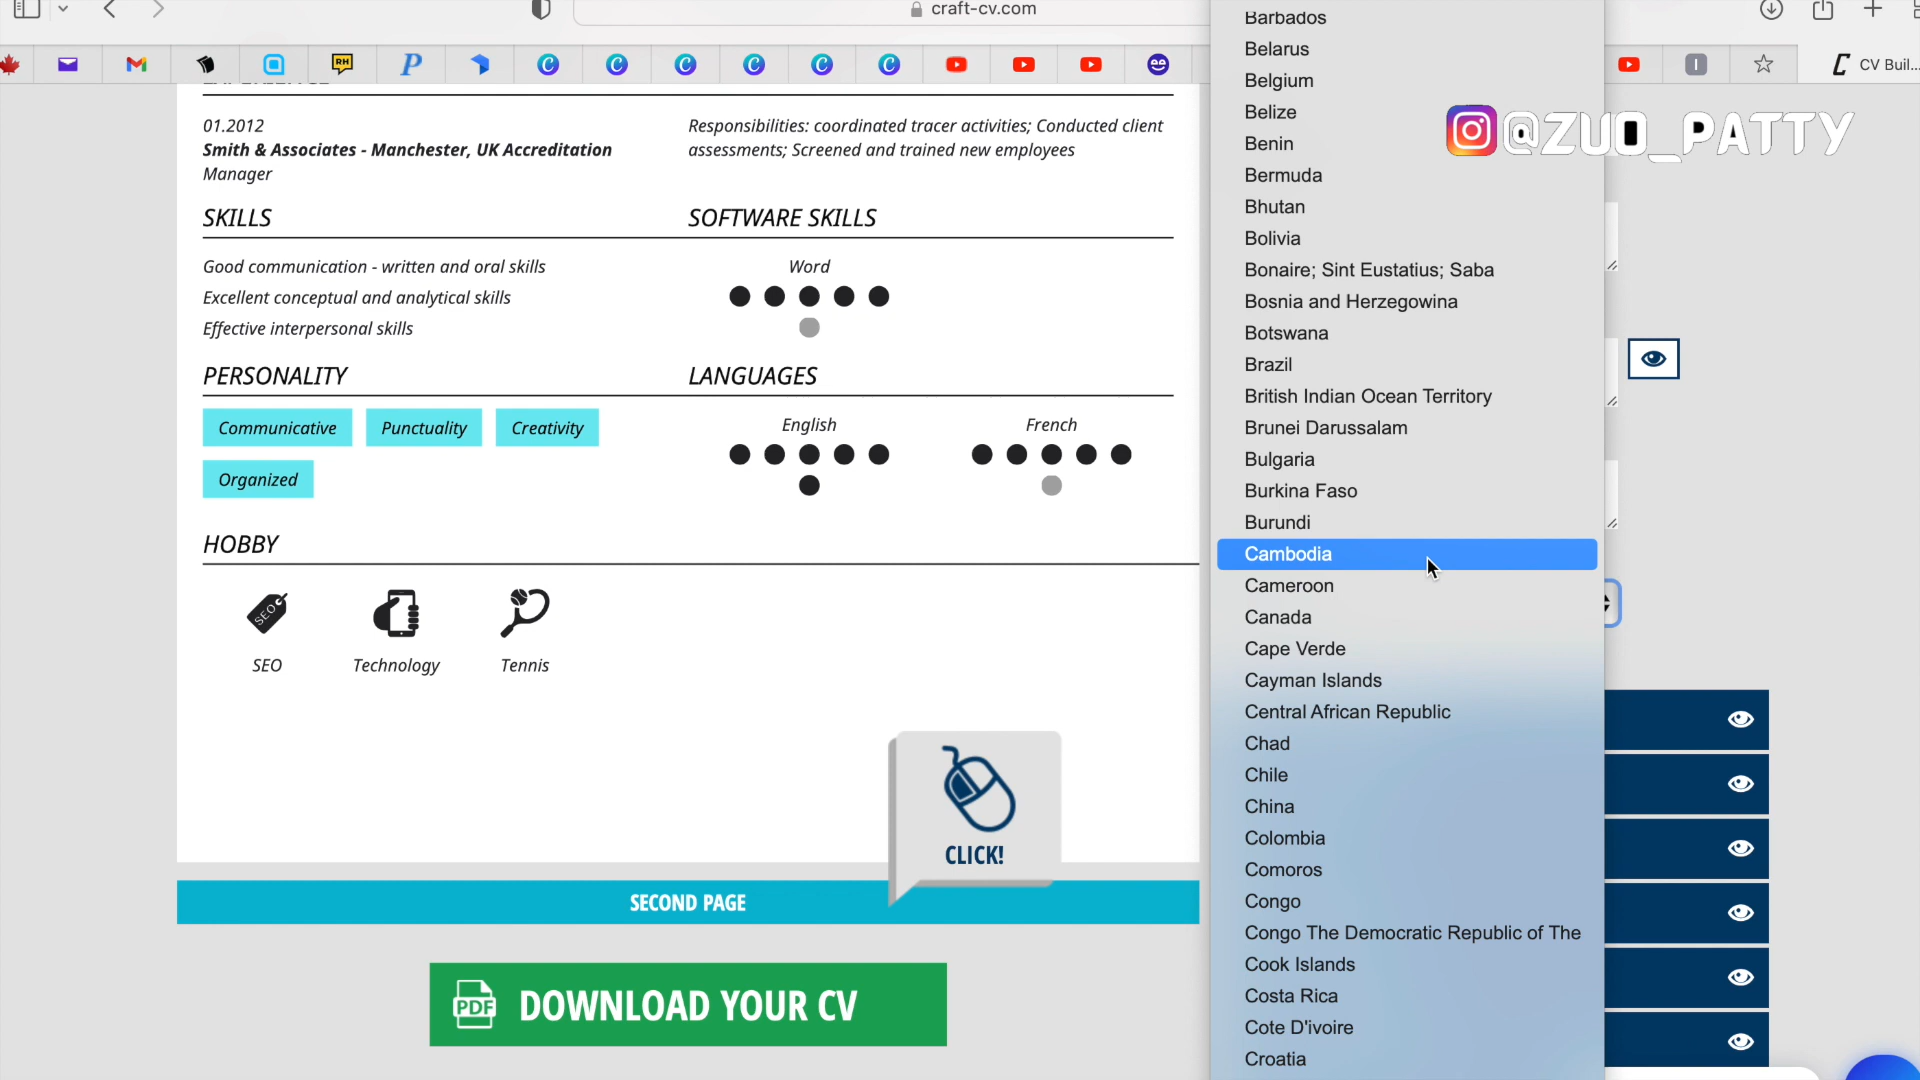 craft-cv.com
RH
CV Buil...
@ZUO_PATTY
01.2012
Smith & Associates - Manchester, UK Accreditation
Manager
Responsibilities: coordinated tracer activities; Conducted client
assessments; Screened and trained new employees
SKILLS
SOFTWARE SKILLS
Good communication - written and oral skills
Excellent conceptual and analytical skills
Effective interpersonal skills
Word
PERSONALITY
LANGUAGES
Communicative
Punctuality
Creativity
Organized
English
French
HOBBY
SEO
SEO
Technology
Tennis
CLICK!
SECOND PAGE
PDF
DOWNLOAD YOUR CV
Barbados
Belarus
Belgium
Belize
Benin
Bermuda
Bhutan
Bolivia
Bonaire; Sint Eustatius; Saba
Bosnia and Herzegowina
Botswana
Brazil
British Indian Ocean Territory
Brunei Darussalam
Bulgaria
Burkina Faso
Burundi
Cambodia
Cameroon
Canada
Cape Verde
Cayman Islands
Central African Republic
Chad
Chile
China
Colombia
Comoros
Congo
Congo The Democratic Republic of The
Cook Islands
Costa Rica
Cote D'ivoire
Croatia